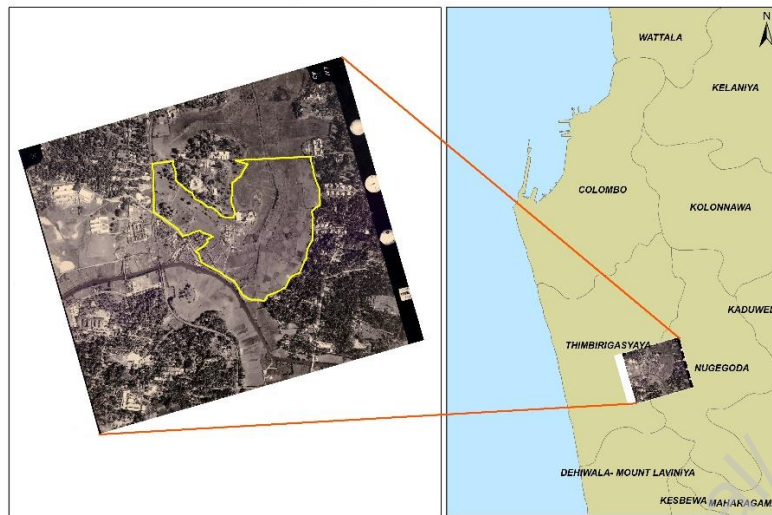 N
WATTALA
KELANIYA
COLOMBO
KOLONNAWA
KADUWEL
THIMBIRIGASYAYA
NUGEGODA
DEHIWALA- MOUNT LAVINIYA
KESBEWA
MAHARAGAM